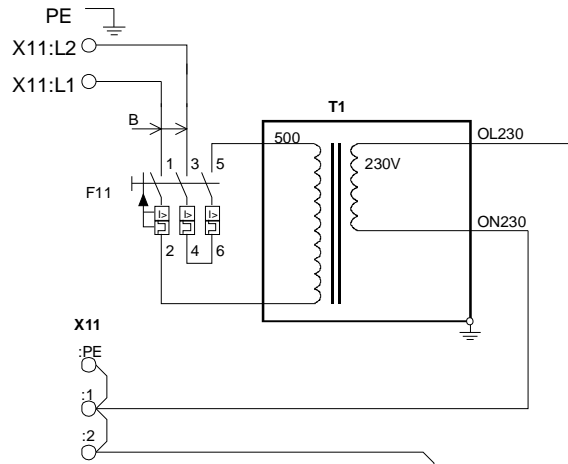 PE
X11:L2
X11:L1
B
F11
1 3 5
I> I> I>
2 4 6
T1
500
230V
OL230
ON230
X11
:PE
:1
:2